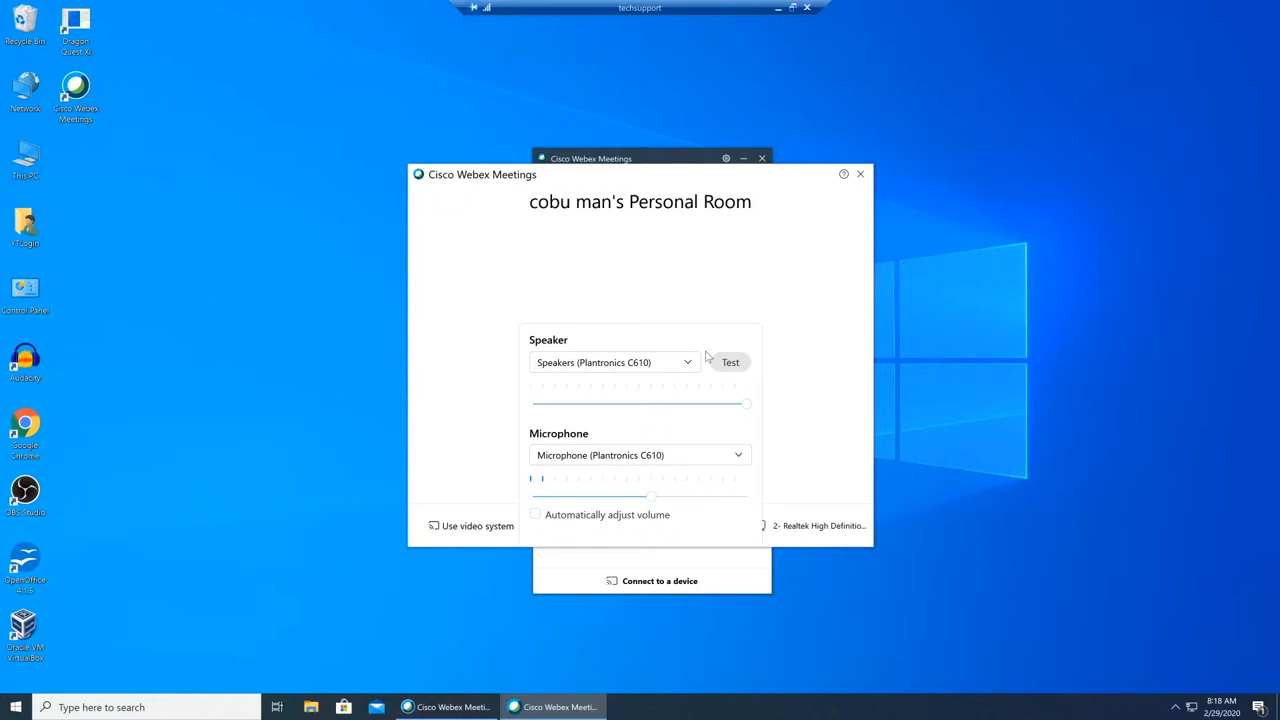 techsupport
Recycle Bin
Dragon
Quest XI
Network
Cisco Webex
Meetings
This PC
YTLogin
Control Panel
Audacity
Google
Chrome
OBS Studio
OpenOffice
4.1.5
Oracle VM
VirtualBox
Cisco Webex Meetings
Cisco Webex Meetings
cobu man's Personal Room
Speaker
Speakers (Plantronics C610)
Test
Microphone
Microphone (Plantronics C610)
Automatically adjust volume
Use video system
2- Realtek High Definitio...
Connect to a device
Type here to search
Cisco Webex Meeti...
Cisco Webex Meeti...
8:18 AM
2/29/2020